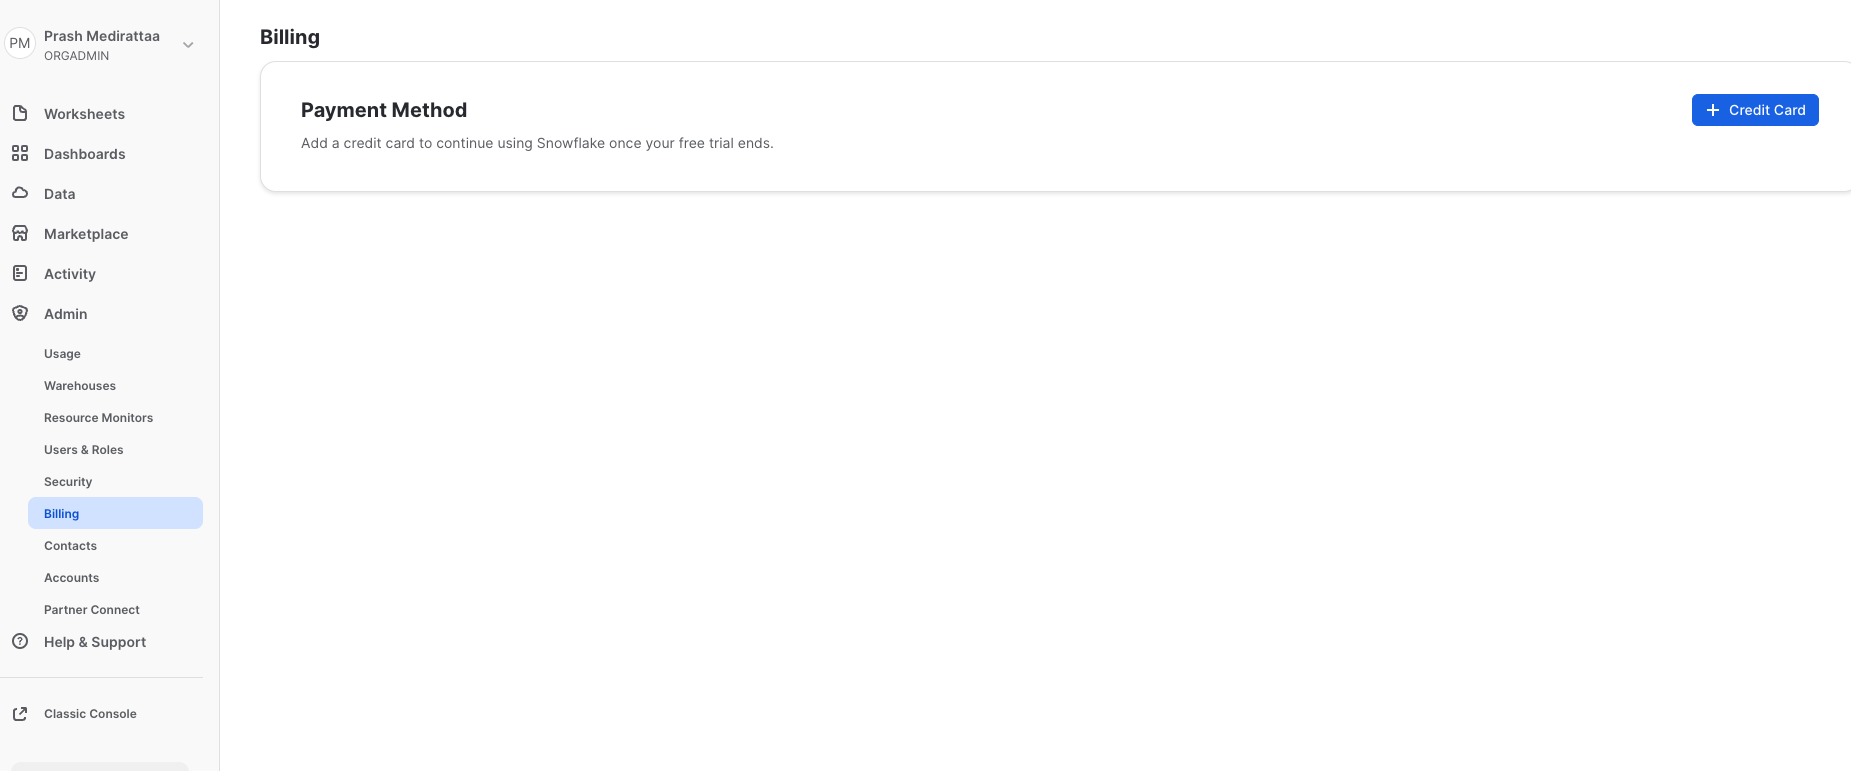 PM
Prash Medirattaa
ORGADMIN
Worksheets
Dashboards
Data
Marketplace
Activity
Admin
Usage
Warehouses
Resource Monitors
Users & Roles
Security
Billing
Contacts
Accounts
Partner Connect
Help & Support
Classic Console
Billing
Payment Method
Add a credit card to continue using Snowflake once your free trial ends.
+ Credit Card